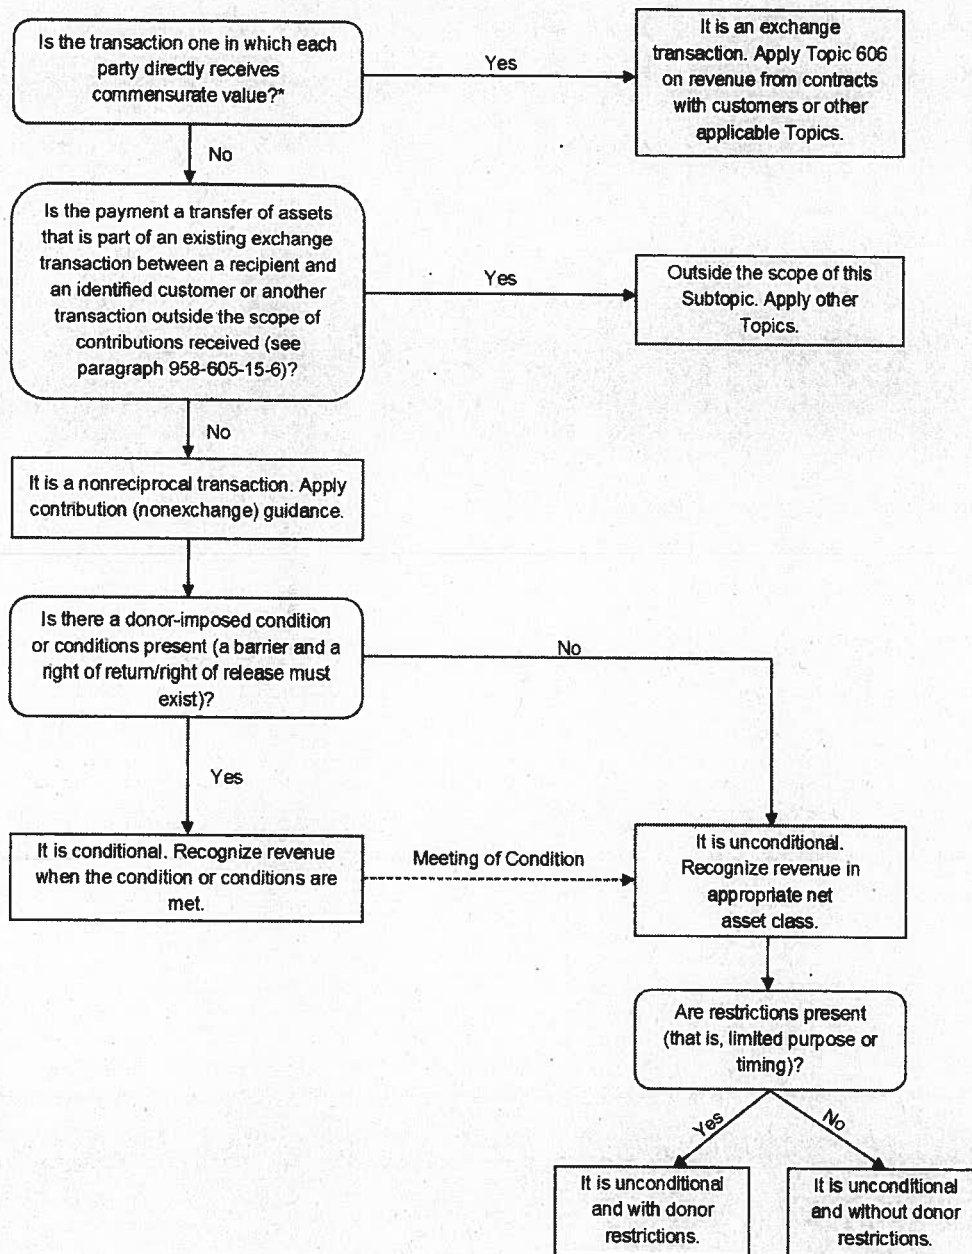 Is the transaction one in which each
party directly receives
commensurate value?*
Yes
It is an exchange
transaction. Apply Topic 606
on revenue from contracts
with customers or other
applicable Topics.
No
Is the payment a transfer of assets
that is part of an existing exchange
transaction between a recipient and
an identified customer or another
transaction outside the scope of
contributions received (see
paragraph 958-605-15-6)?
Yes
Outside the scope of this
Subtopic. Apply other
Topics.
No
It is a nonreciprocal transaction. Apply
contribution (nonexchange) guidance.
Is there a donor-imposed condition
or conditions present (a barrier and a
right of return/right of release must
exist)?
No
Yes
It is conditional. Recognize revenue
when the condition or conditions are
met.
Meeting of Condition
It is unconditional.
Recognize revenue in
appropriate net
asset class.
Are restrictions present
(that is, limited purpose or
timing)?
Yes
No
It is unconditional
and with donor
restrictions.
It is unconditional
and without donor
restrictions.